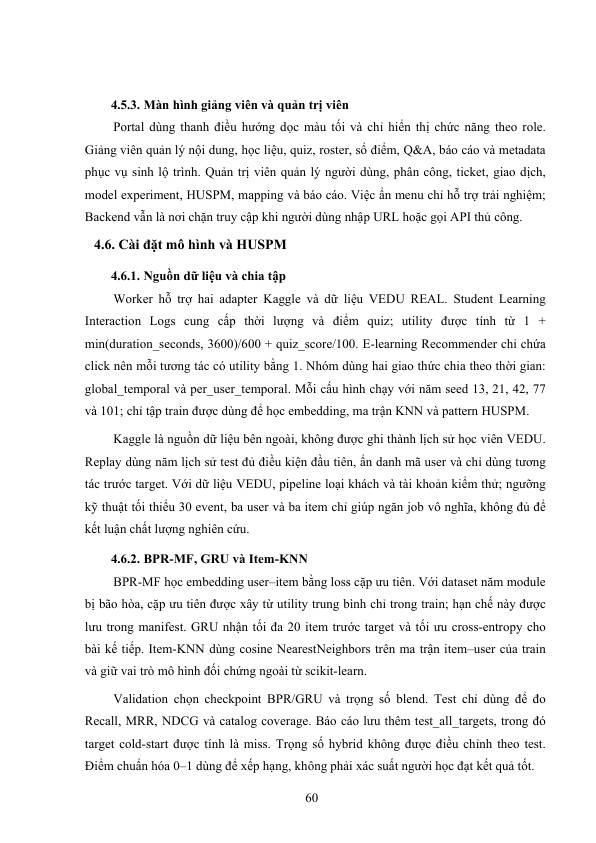 4.5.3. Màn hình giảng viên và quản trị viên
Portal dùng thanh điều hướng dọc màu tối và chỉ hiển thị chức năng theo role.
Giảng viên quản lý nội dung, học liệu, quiz, roster, sổ điểm, Q&A, báo cáo và metadata
phục vụ sinh lộ trình. Quản trị viên quản lý người dùng, phân công, ticket, giao dịch,
model experiment, HUSPM, mapping và báo cáo. Việc ẩn menu chỉ hỗ trợ trải nghiệm;
Backend vẫn là nơi chặn truy cập khi người dùng nhập URL hoặc gọi API thủ công.
4.6. Cài đặt mô hình và HUSPM
4.6.1. Nguồn dữ liệu và chia tập
Worker hỗ trợ hai adapter Kaggle và dữ liệu VEDU REAL. Student Learning
Interaction Logs cung cấp thời lượng và điểm quiz; utility được tính từ 1 +
min(duration_seconds, 3600)/600 + quiz_score/100. E-learning Recommender chỉ chứa
click nên mỗi tương tác có utility bằng 1. Nhóm dùng hai giao thức chia theo thời gian:
global_temporal và per_user_temporal. Mỗi cấu hình chạy với năm seed 13, 21, 42, 77
và 101; chỉ tập train được dùng để học embedding, ma trận KNN và pattern HUSPM.
Kaggle là nguồn dữ liệu bên ngoài, không được ghi thành lịch sử học viên VEDU.
Replay dùng năm lịch sử test đủ điều kiện đầu tiên, ẩn danh mã user và chỉ dùng tương
tác trước target. Với dữ liệu VEDU, pipeline loại khách và tài khoản kiểm thử; ngưỡng
kỹ thuật tối thiểu 30 event, ba user và ba item chỉ giúp ngăn job vô nghĩa, không đủ để
kết luận chất lượng nghiên cứu.
4.6.2. BPR-MF, GRU và Item-KNN
BPR-MF học embedding user–item bằng loss cặp ưu tiên. Với dataset năm module
bị bão hòa, cặp ưu tiên được xây từ utility trung bình chỉ trong train; hạn chế này được
lưu trong manifest. GRU nhận tối đa 20 item trước target và tối ưu cross-entropy cho
bài kế tiếp. Item-KNN dùng cosine NearestNeighbors trên ma trận item–user của train
và giữ vai trò mô hình đối chứng ngoài từ scikit-learn.
Validation chọn checkpoint BPR/GRU và trọng số blend. Test chỉ dùng để đo
Recall, MRR, NDCG và catalog coverage. Báo cáo lưu thêm test_all_targets, trong đó
target cold-start được tính là miss. Trọng số hybrid không được điều chỉnh theo test.
Điểm chuẩn hóa 0–1 dùng để xếp hạng, không phải xác suất người học đạt kết quả tốt.
60